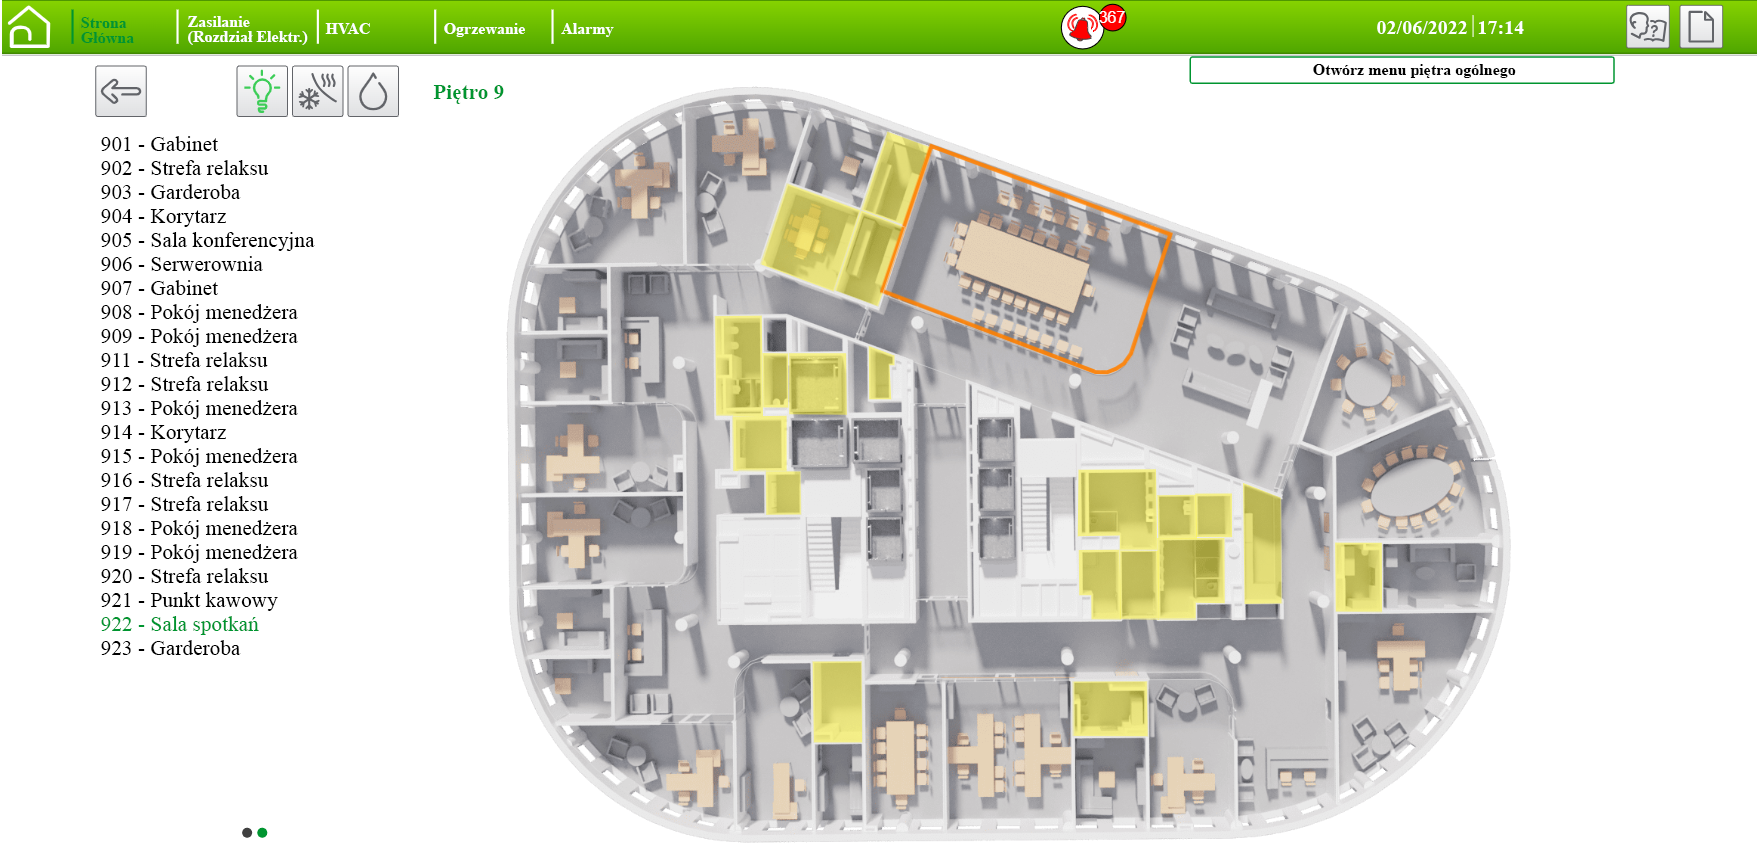 Strona
Główna
Zasilanie
(Rozdział Elektr.)
HVAC
Ogrzewanie
Alarmy
367
02/06/2022
17:14
?
Otwórz menu piętra ogólnego
Piętro 9
901 - Gabinet
902 - Strefa relaksu
903 - Garderoba
904 - Korytarz
905 - Sala konferencyjna
906 - Serwerownia
907 - Gabinet
908 - Pokój menedżera
909 - Pokój menedżera
911 - Strefa relaksu
912 - Strefa relaksu
913 - Pokój menedżera
914 - Korytarz
915 - Pokój menedżera
916 - Strefa relaksu
917 - Strefa relaksu
918 - Pokój menedżera
919 - Pokój menedżera
920 - Strefa relaksu
921 - Punkt kawowy
922 - Sala spotkań
923 - Garderoba